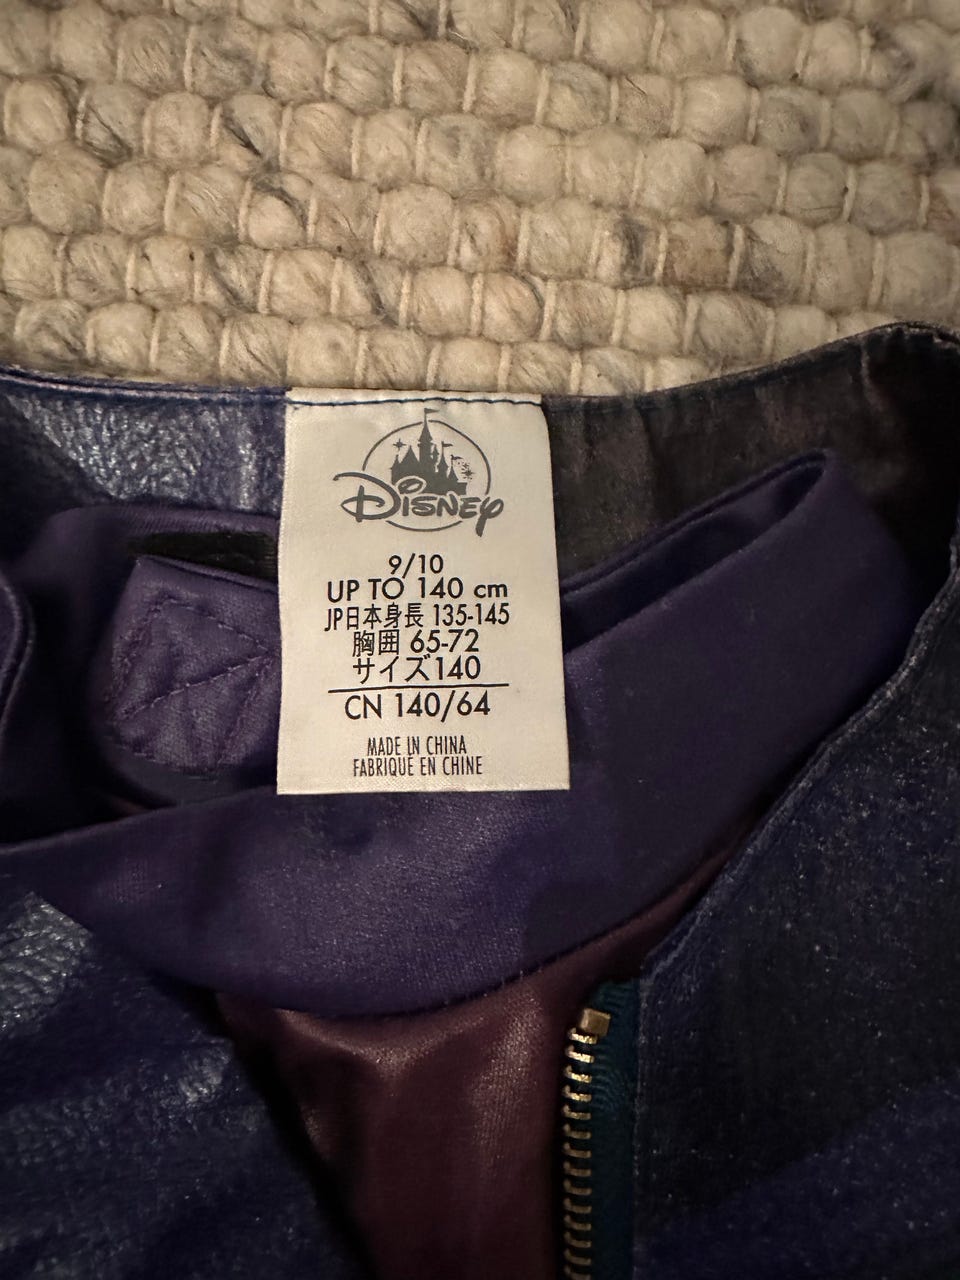 Disney
9/10
UP TO 140 cm
JP日本身長 135-145
胸囲 65-72
サイズ140
CN 140/64
MADE IN CHINA
FABRIQUÉ EN CHINE